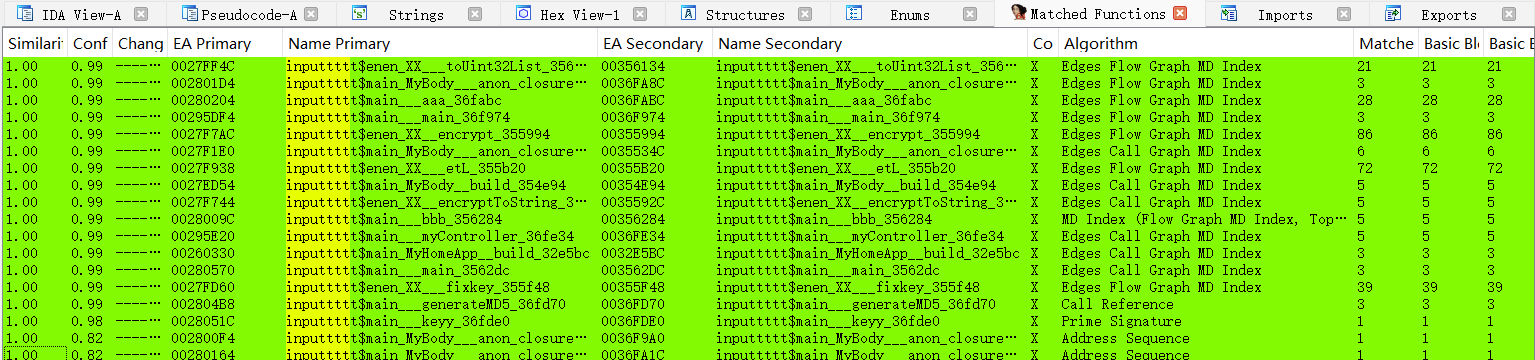 IDA View-A Pseudocode-A Strings Hex View-1 Structures Enums Matched Functions Imports Exports
Similari Conf Chang EA Primary Name Primary EA Secondary Name Secondary Co Algorithm Matche Basic Bl Basic E
1.00 0.99 ----··· 0027FF4C inputtttt$enen_XX___toUint32List_356··· 00356134 inputtttt$enen_XX___toUint32List_356··· X Edges Flow Graph MD Index 21 21 21
1.00 0.99 ----··· 002801D4 inputtttt$main_MyBody___anon_closure··· 0036FA8C inputtttt$main_MyBody___anon_closure··· X Edges Flow Graph MD Index 3 3 3
1.00 0.99 ----··· 00280204 inputtttt$main___aaa_36fabc 0036FABC inputtttt$main___aaa_36fabc X Edges Flow Graph MD Index 28 28 28
1.00 0.99 ----··· 00295DF4 inputtttt$main___main_36f974 0036F974 inputtttt$main___main_36f974 X Edges Flow Graph MD Index 3 3 3
1.00 0.99 ----··· 0027F7AC inputtttt$enen_XX__encrypt_355994 00355994 inputtttt$enen_XX__encrypt_355994 X Edges Flow Graph MD Index 86 86 86
1.00 0.99 ----··· 0027F1E0 inputtttt$main_MyBody___anon_closure··· 0035534C inputtttt$main_MyBody___anon_closure··· X Edges Call Graph MD Index 6 6 6
1.00 0.99 ----··· 0027F938 inputtttt$enen_XX___etL_355b20 00355B20 inputtttt$enen_XX___etL_355b20 X Edges Flow Graph MD Index 72 72 72
1.00 0.99 ----··· 0027ED54 inputtttt$main_MyBody__build_354e94 00354E94 inputtttt$main_MyBody__build_354e94 X Edges Call Graph MD Index 5 5 5
1.00 0.99 ----··· 0027F744 inputtttt$enen_XX__encryptToString_3··· 0035592C inputtttt$enen_XX__encryptToString_3··· X Edges Call Graph MD Index 5 5 5
1.00 0.99 ----··· 0028009C inputtttt$main___bbb_356284 00356284 inputtttt$main___bbb_356284 X MD Index (Flow Graph MD Index, Top··· 5 5 5
1.00 0.99 ----··· 00295E20 inputtttt$main___myController_36fe34 0036FE34 inputtttt$main___myController_36fe34 X Edges Call Graph MD Index 5 5 5
1.00 0.99 ----··· 00260330 inputtttt$main_MyHomeApp__build_32e5bc 0032E5BC inputtttt$main_MyHomeApp__build_32e5bc X Edges Call Graph MD Index 3 3 3
1.00 0.99 ----··· 00280570 inputtttt$main___main_3562dc 003562DC inputtttt$main___main_3562dc X Edges Call Graph MD Index 3 3 3
1.00 0.99 ----··· 0027FD60 inputtttt$enen_XX___fixkey_355f48 00355F48 inputtttt$enen_XX___fixkey_355f48 X Edges Flow Graph MD Index 39 39 39
1.00 0.99 ----··· 002804B8 inputtttt$main___generateMD5_36fd70 0036FD70 inputtttt$main___generateMD5_36fd70 X Call Reference 3 3 3
1.00 0.98 ----··· 0028051C inputtttt$main___keyy_36fde0 0036FDE0 inputtttt$main___keyy_36fde0 X Prime Signature 1 1 1
1.00 0.82 ----··· 002800F4 inputtttt$main_MyBody___anon_closure··· 0036F9A0 inputtttt$main_MyBody___anon_closure··· X Address Sequence 1 1 1
1.00 0.82 ----··· 00280164 inputtttt$main_MyBody___anon_closure··· 0036FA1C inputtttt$main_MyBody___anon_closure··· X Address Sequence 1 1 1